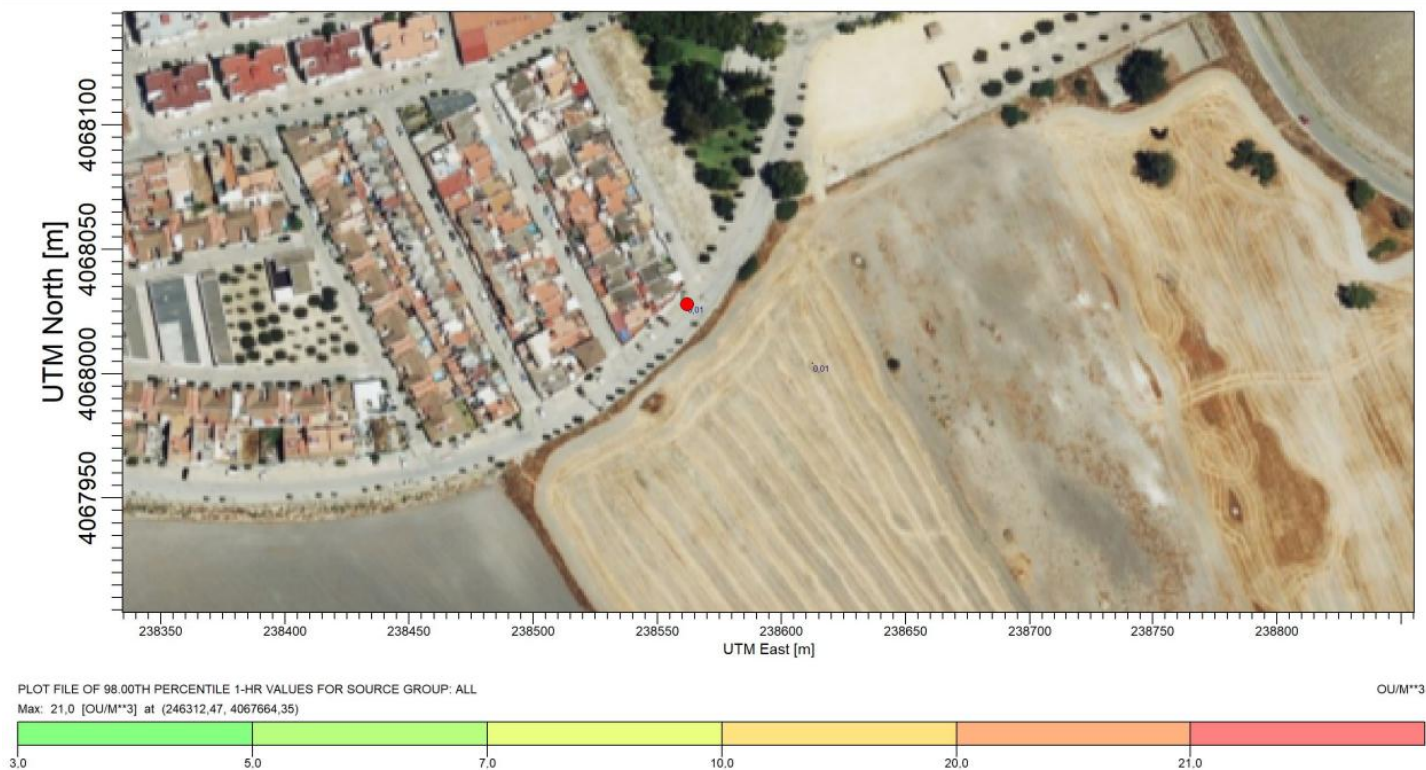 UTM North [m]
4068100
4068050
4068000
4067950
0,01
0,01
238350 238400 238450 238500 238550 238600 238650 238700 238750 238800
UTM East [m]
PLOT FILE OF 98.00TH PERCENTILE 1-HR VALUES FOR SOURCE GROUP: ALL OU/M**3
Max: 21,0 [OU/M**3] at (246312,47, 4067664,35)
3,0 5,0 7,0 10,0 20,0 21,0